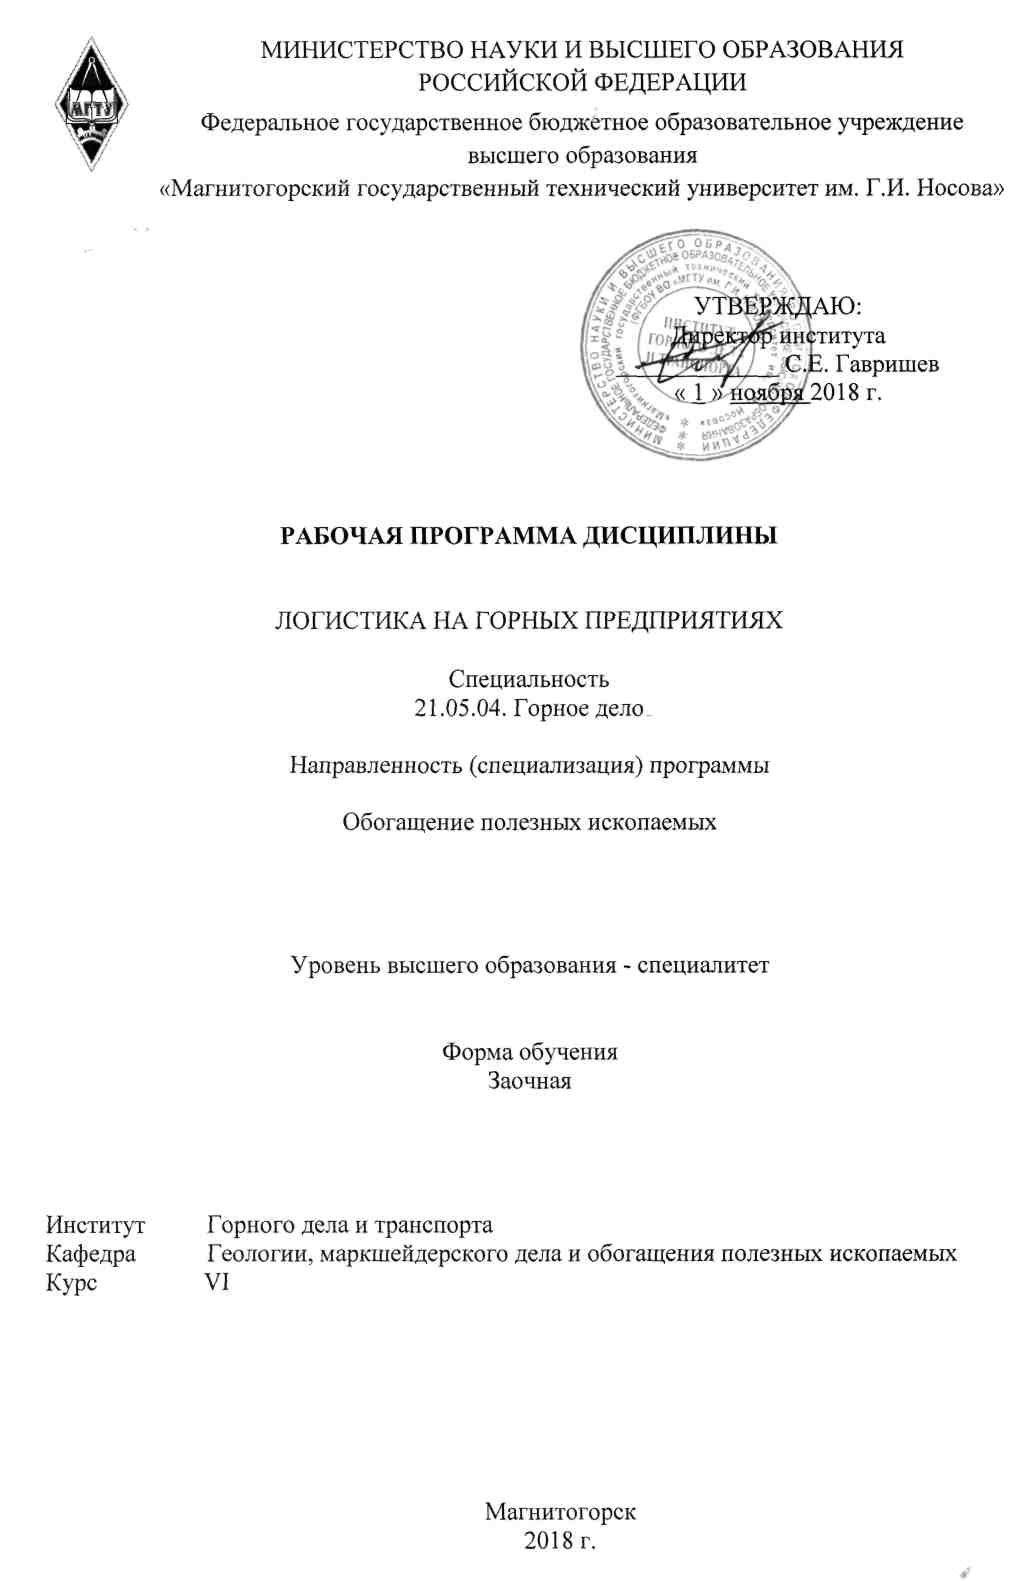 МИНИСТЕРСТВО НАУКИ И ВЫСШЕГО ОБРАЗОВАНИЯ
РОССИЙСКОЙ ФЕДЕРАЦИИ
Федеральное государственное бюджетное образовательное учреждение
высшего образования
«Магнитогорский государственный технический университет им. Г.И. Носова»
МГТУ
УТВЕРЖДАЮ:
Директор института
С.Е. Гавришев
« 1 » ноября 2018 г.
РАБОЧАЯ ПРОГРАММА ДИСЦИПЛИНЫ
ЛОГИСТИКА НА ГОРНЫХ ПРЕДПРИЯТИЯХ
Специальность
21.05.04. Горное дело
Направленность (специализация) программы
Обогащение полезных ископаемых
Уровень высшего образования - специалитет
Форма обучения
Заочная
Институт Горного дела и транспорта
Кафедра Геологии, маркшейдерского дела и обогащения полезных ископаемых
Курс VI
Магнитогорск
2018 г.